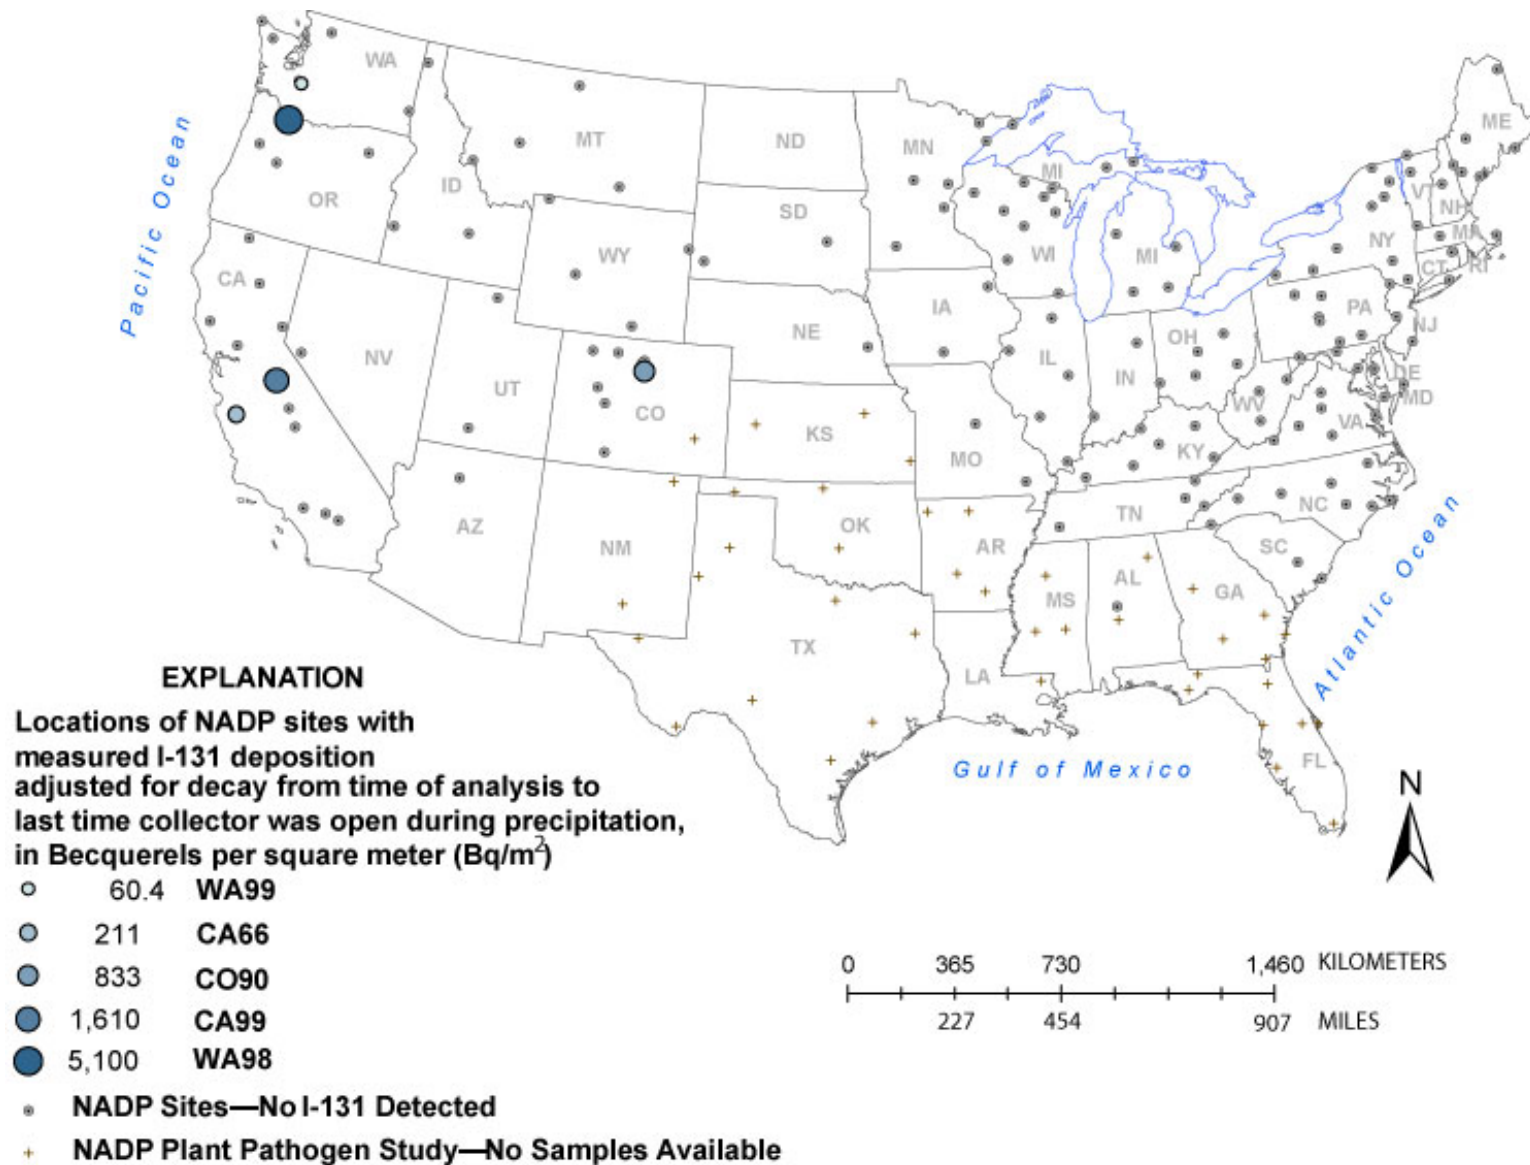 WA
ME
MT
ND
MN
MI
VT
NH
OR
ID
SD
WI
MI
NY
MA
CT
RI
Pacific Ocean
WY
CA
IA
PA
NJ
NE
OH
NV
UT
IL
IN
DE
MD
CO
WV
VA
KS
MO
KY
AZ
NM
OK
TN
NC
AR
SC
MS
AL
GA
Atlantic Ocean
TX
LA
FL
Gulf of Mexico
N
EXPLANATION
Locations of NADP sites with
measured I-131 deposition
adjusted for decay from time of analysis to
last time collector was open during precipitation,
in Becquerels per square meter (Bq/m²)
60.4 WA99
211 CA66
833 CO90
1,610 CA99
5,100 WA98
NADP Sites—No I-131 Detected
NADP Plant Pathogen Study—No Samples Available
0 365 730 1,460 KILOMETERS
227 454 907 MILES